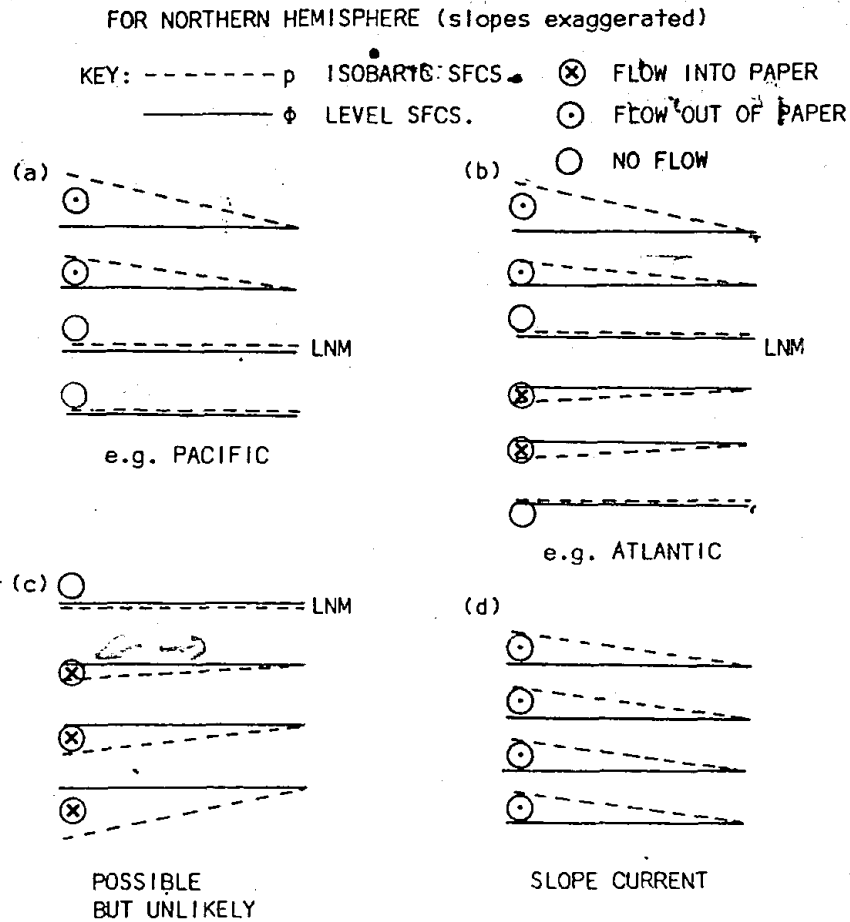 FOR NORTHERN HEMISPHERE (slopes exaggerated)
KEY: p ISOBARIC SFCS. ⊗ FLOW INTO PAPER
Φ LEVEL SFCS. ⊙ FLOW OUT OF PAPER
○ NO FLOW
(a)
LNM
e.g. PACIFIC
(b)
LNM
e.g. ATLANTIC
(c)
LNM
POSSIBLE
BUT UNLIKELY
(d)
SLOPE CURRENT